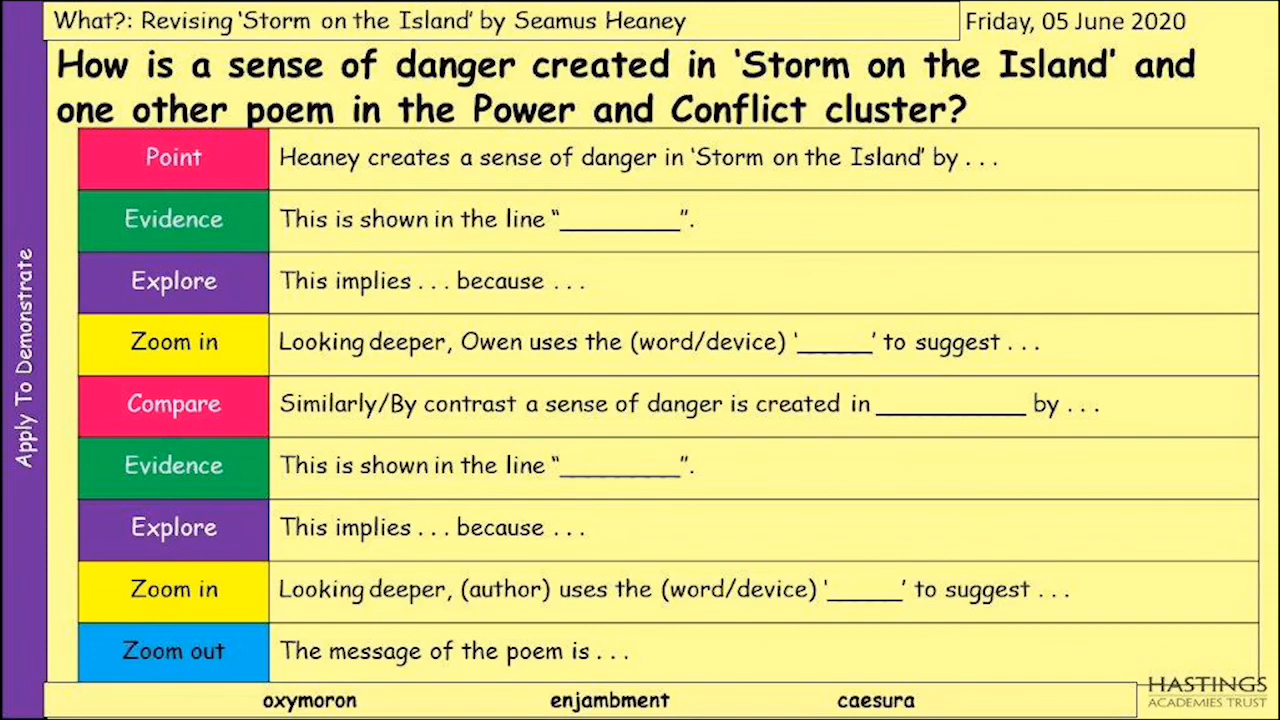 What?: Revising ‘Storm on the Island’ by Seamus Heaney
Friday, 05 June 2020
How is a sense of danger created in ‘Storm on the Island’ and
one other poem in the Power and Conflict cluster?
Apply To Demonstrate
Point Heaney creates a sense of danger in ‘Storm on the Island’ by . . .
Evidence This is shown in the line “_________”.
Explore This implies . . . because . . .
Zoom in Looking deeper, Owen uses the (word/device) ‘_____’ to suggest . . .
Compare Similarly/By contrast a sense of danger is created in ___________ by . . .
Evidence This is shown in the line “_________”.
Explore This implies . . . because . . .
Zoom in Looking deeper, (author) uses the (word/device) ‘_____’ to suggest . . .
Zoom out The message of the poem is . . .
oxymoron enjambment caesura
HASTINGS
ACADEMIES TRUST